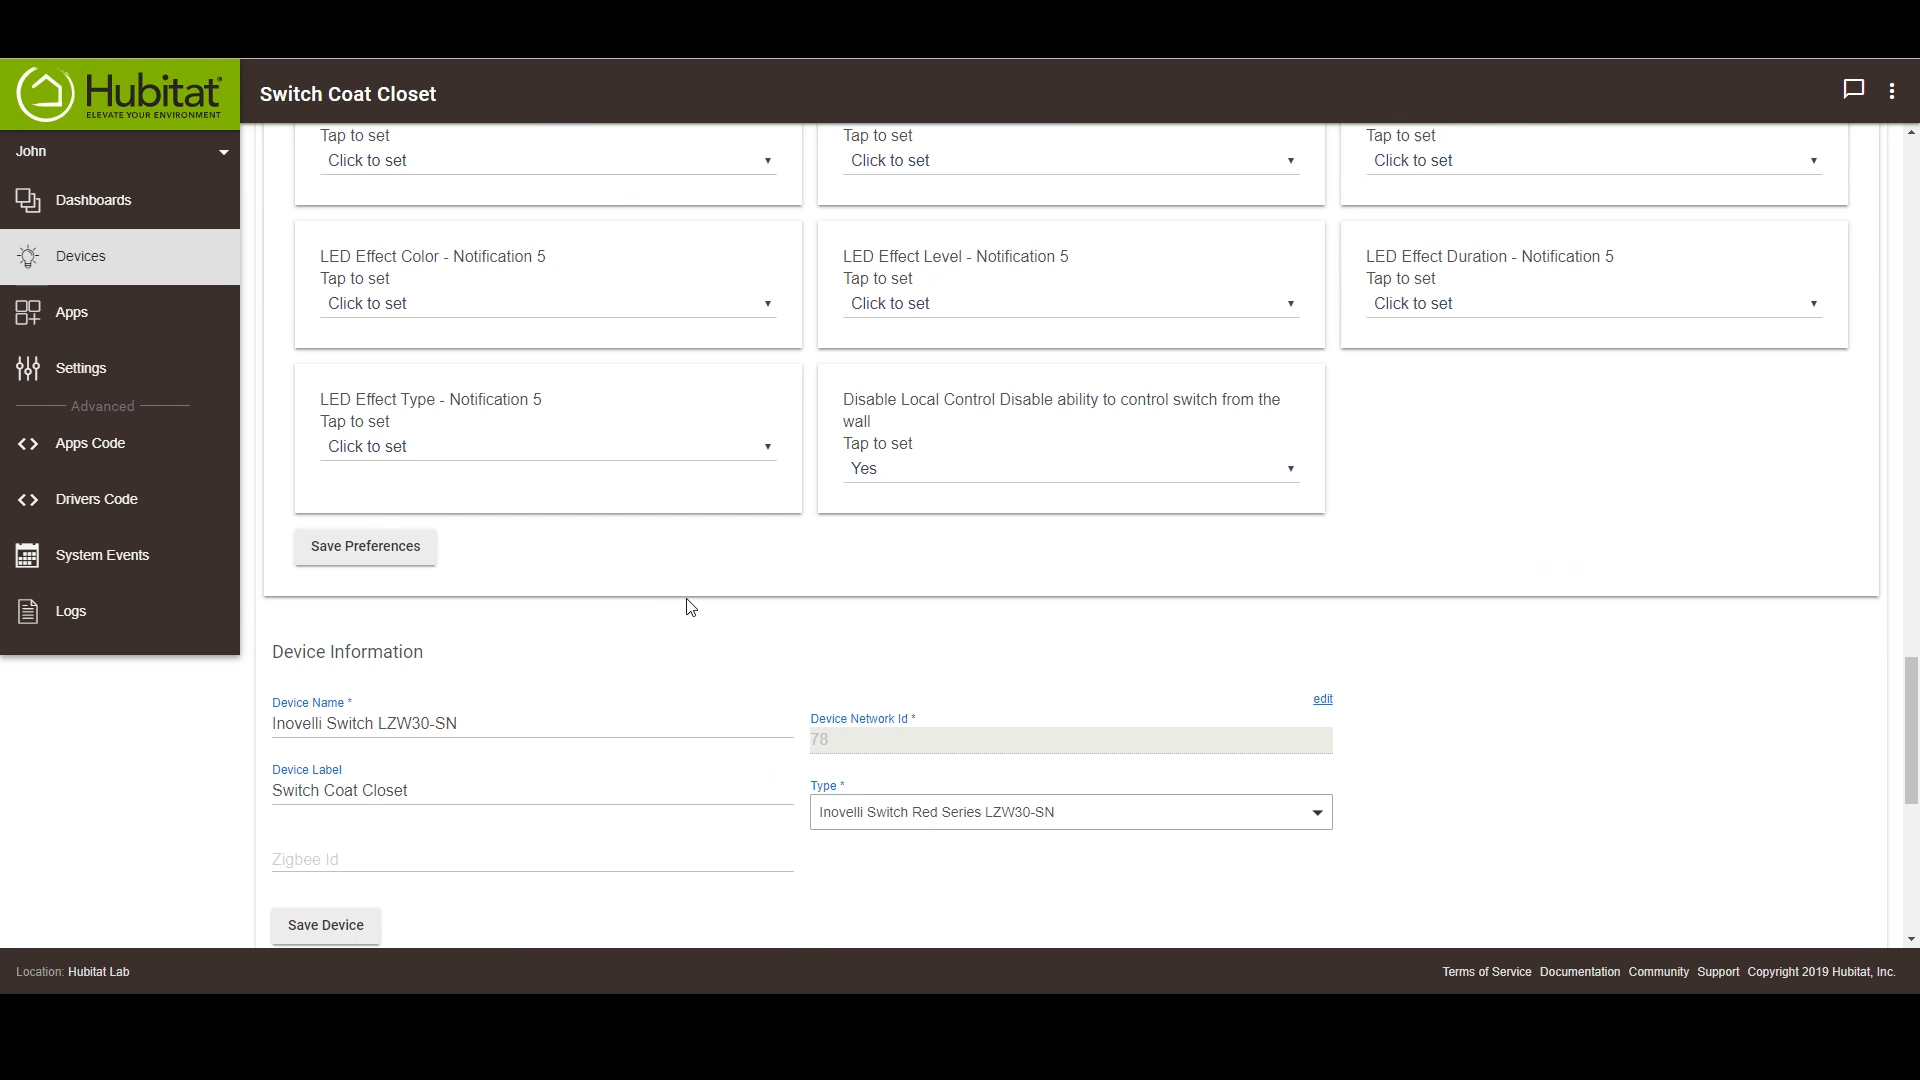 Hubitat
ELEVATE YOUR ENVIRONMENT
Switch Coat Closet
John
Dashboards
Devices
Apps
Settings
Advanced
Apps Code
Drivers Code
System Events
Logs
Tap to set
Click to set
Tap to set
Click to set
Tap to set
Click to set
LED Effect Color - Notification 5
Tap to set
Click to set
LED Effect Level - Notification 5
Tap to set
Click to set
LED Effect Duration - Notification 5
Tap to set
Click to set
LED Effect Type - Notification 5
Tap to set
Click to set
Disable Local Control Disable ability to control switch from the
wall
Tap to set
Yes
Save Preferences
Device Information
Device Name *
Inovelli Switch LZW30-SN
edit
Device Network Id *
78
Device Label
Switch Coat Closet
Type *
Inovelli Switch Red Series LZW30-SN
Zigbee Id
Save Device
Location: Hubitat Lab
Terms of Service Documentation Community Support Copyright 2019 Hubitat, Inc.